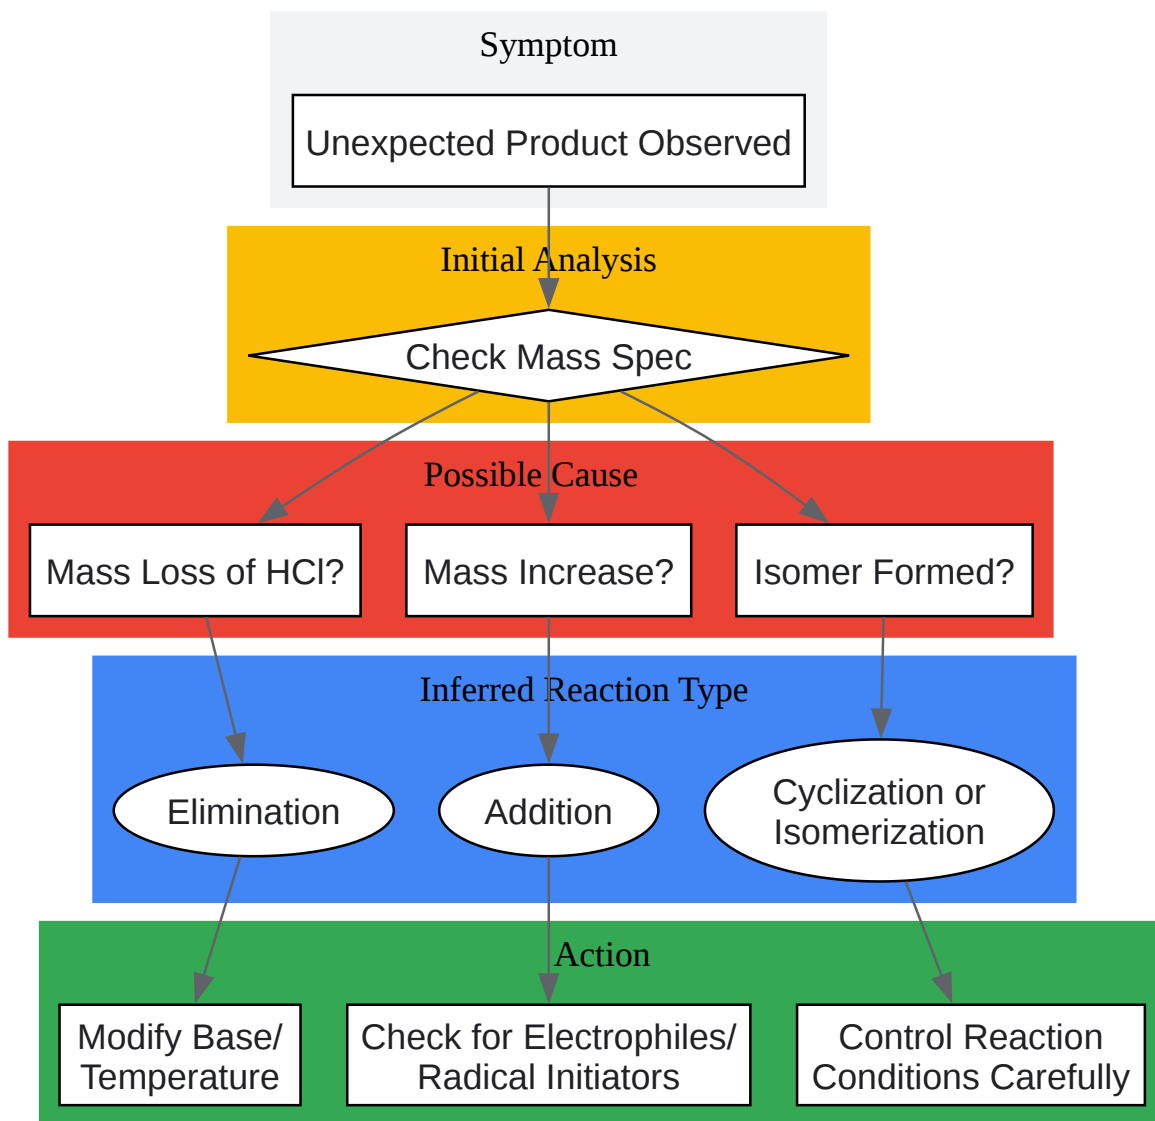 Symptom
Unexpected Product Observed
Initial Analysis
Check Mass Spec
Possible Cause
Mass Loss of HCl?
Mass Increase?
Isomer Formed?
Inferred Reaction Type
Elimination
Addition
Cyclization or
Isomerization
Action
Modify Base/
Temperature
Check for Electrophiles/
Radical Initiators
Control Reaction
Conditions Carefully